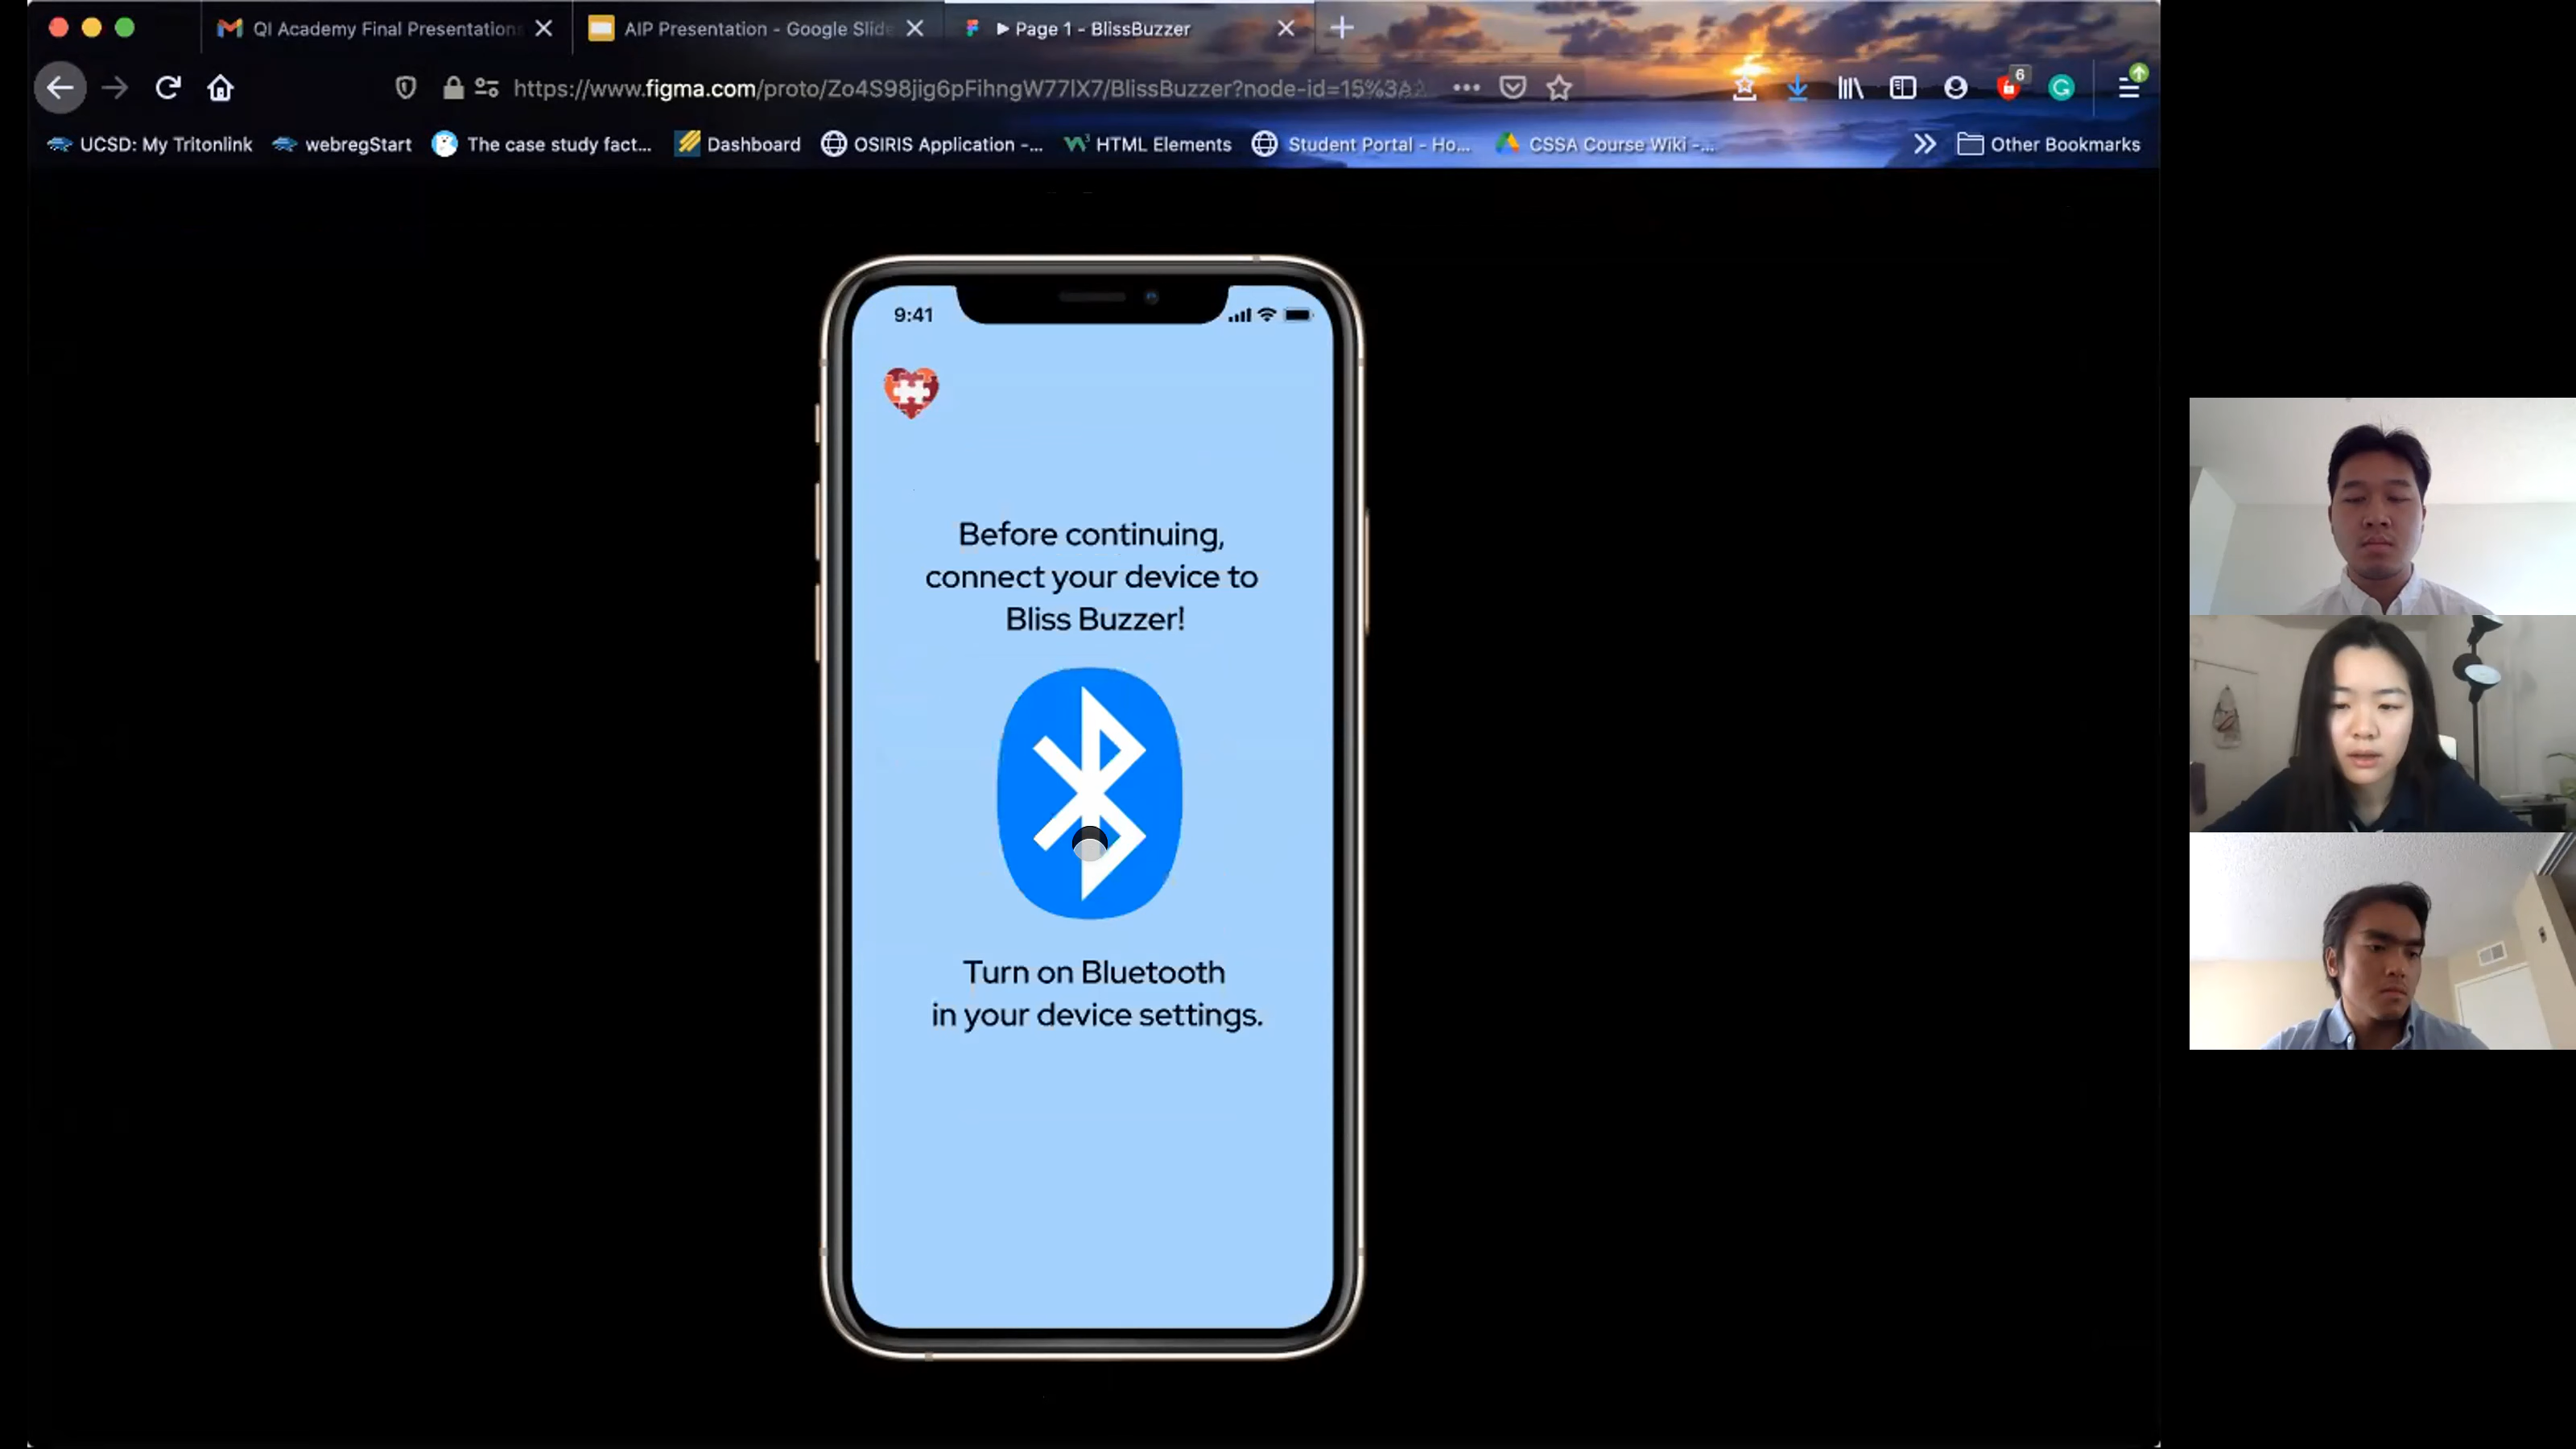 QI Academy Final Presentations
AIP Presentation - Google Slide
Page 1 - BlissBuzzer
https://www.figma.com/proto/Zo4S98jig6pFihngW77lX7/BlissBuzzer?node-id=15%3A
6
UCSD: My Tritonlink
webregStart
The case study fact...
Dashboard
OSIRIS Application -...
HTML Elements
Student Portal - Ho...
CSSA Course Wiki -...
Other Bookmarks
9:41
Before continuing,
connect your device to
Bliss Buzzer!
Turn on Bluetooth
in your device settings.